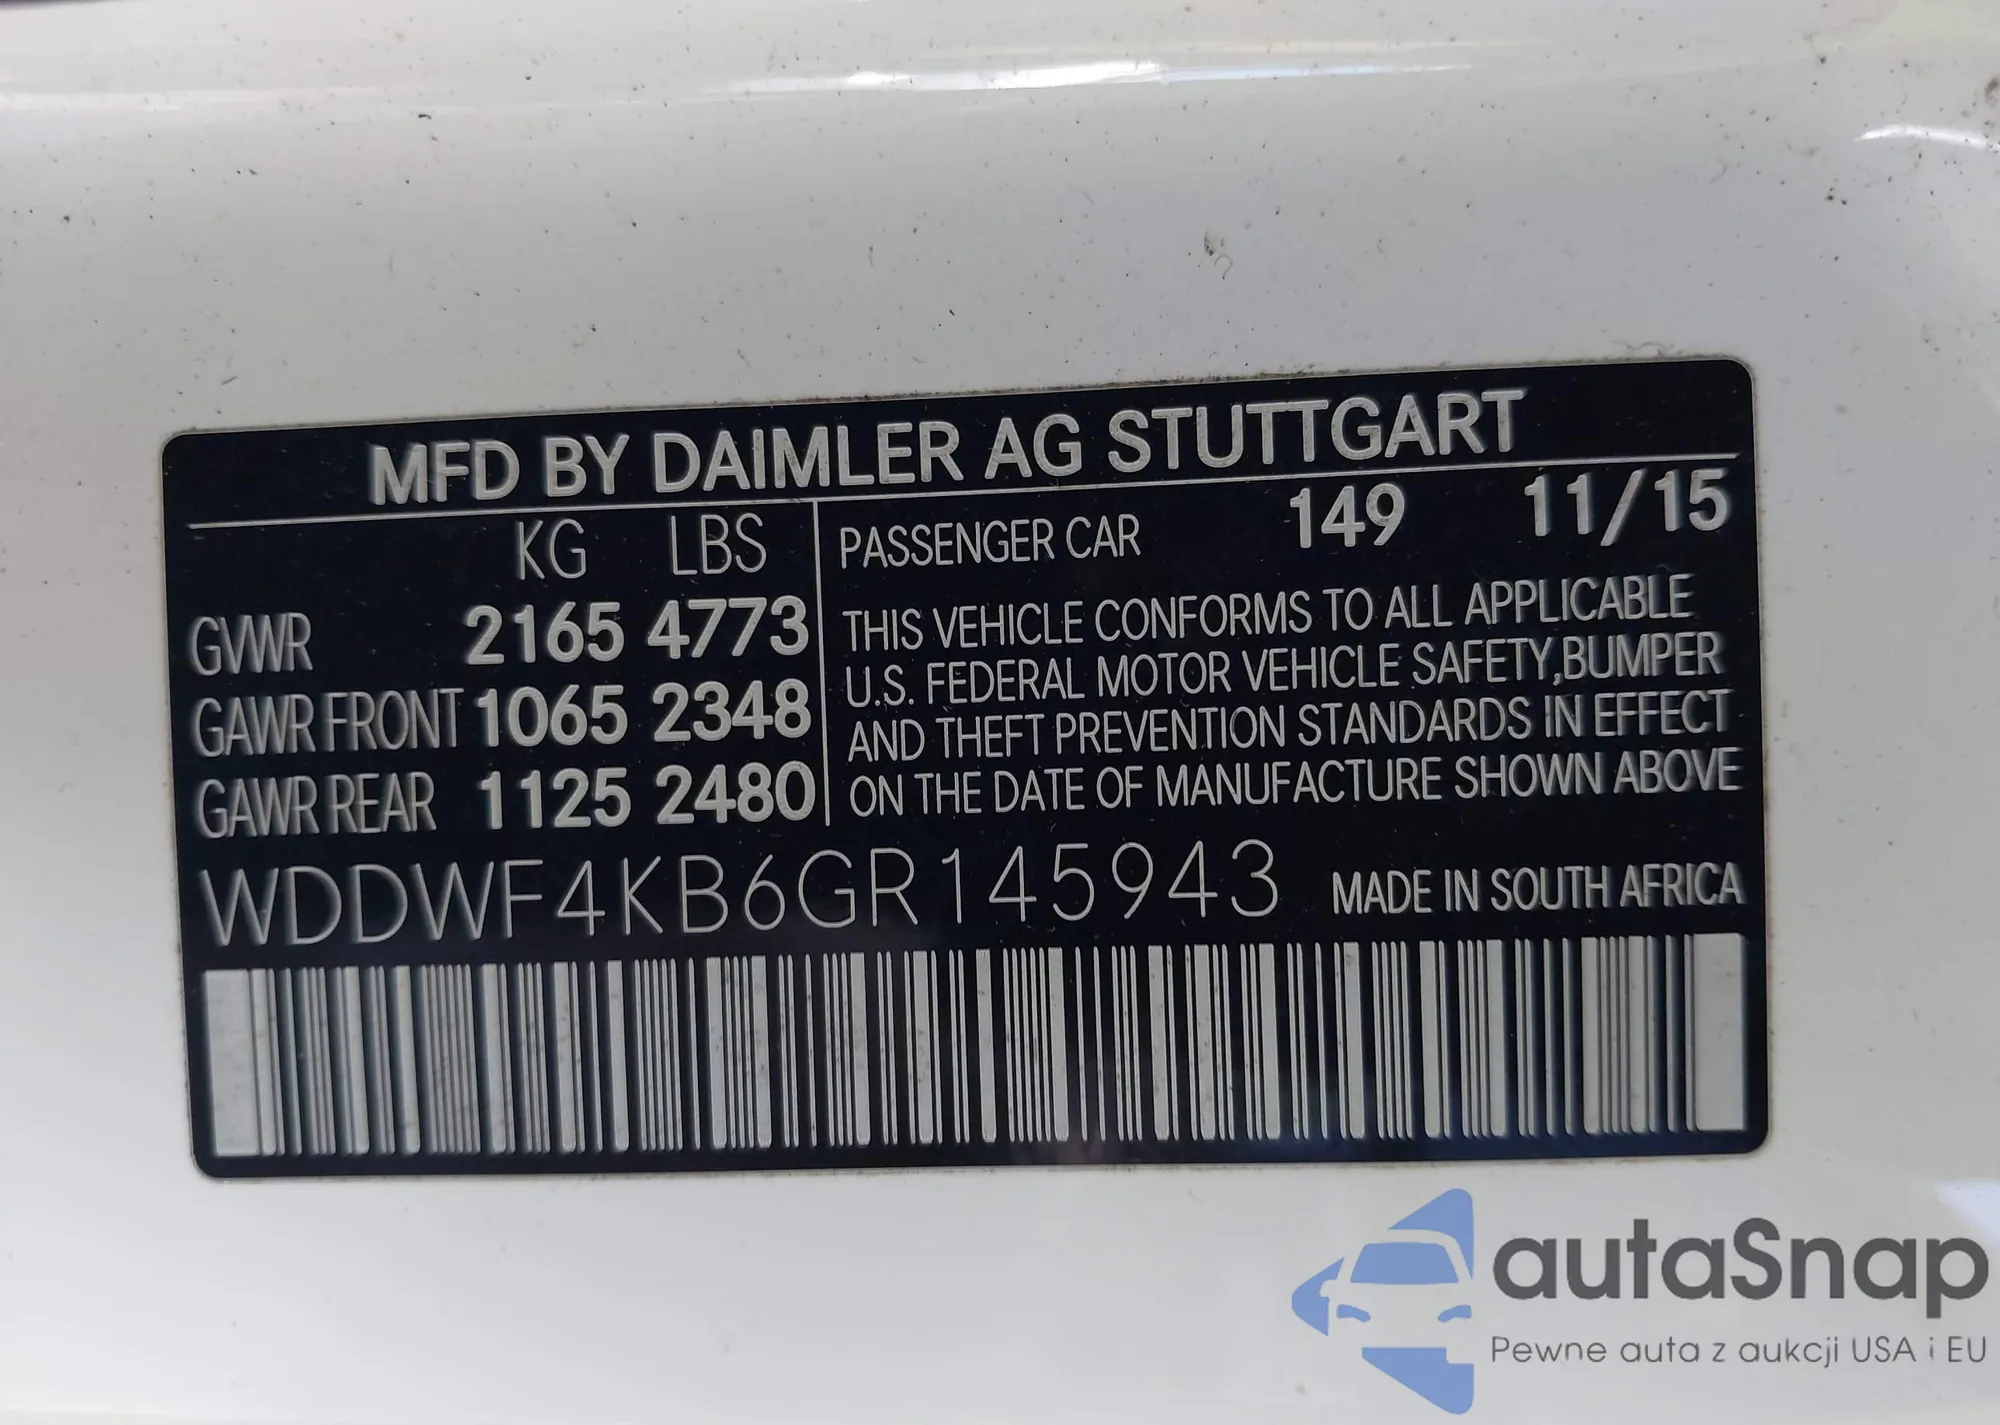 MFD BY DAIMLER AG STUTTGART
KG LBS
GVWR 2165 4773
GAWR FRONT 1065 2348
GAWR REAR 1125 2480
PASSENGER CAR 149 11/15
THIS VEHICLE CONFORMS TO ALL APPLICABLE
U.S. FEDERAL MOTOR VEHICLE SAFETY,BUMPER
AND THEFT PREVENTION STANDARDS IN EFFECT
ON THE DATE OF MANUFACTURE SHOWN ABOVE
WDDWF4KB6GR145943 MADE IN SOUTH AFRICA
autaSnap
Pewne auta z aukcji USA i EU